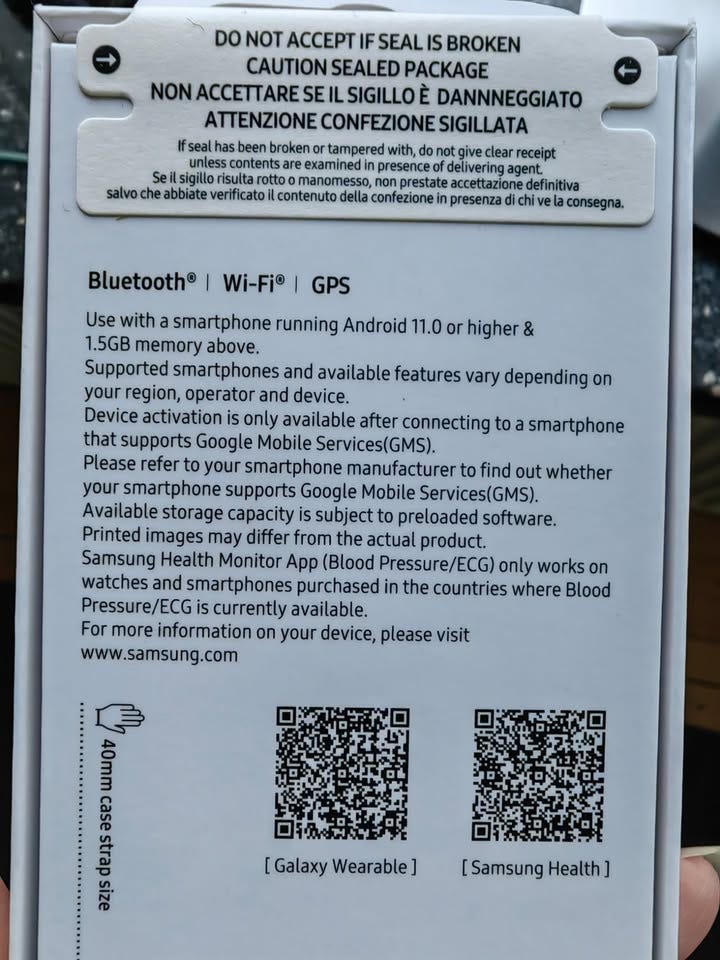 DO NOT ACCEPT IF SEAL IS BROKEN
CAUTION SEALED PACKAGE
NON ACCETTARE SE IL SIGILLO È DANNNEGGIATO
ATTENZIONE CONFEZIONE SIGILLATA
If seal has been broken or tampered with, do not give clear receipt
unless contents are examined in presence of delivering agent.
Se il sigillo risulta rotto o manomesso, non prestate accettazione definitiva
salvo che abbiate verificato il contenuto della confezione in presenza di chi ve la consegna.
Bluetooth® | Wi-Fi® | GPS
Use with a smartphone running Android 11.0 or higher &
1.5GB memory above.
Supported smartphones and available features vary depending on
your region, operator and device.
Device activation is only available after connecting to a smartphone
that supports Google Mobile Services(GMS).
Please refer to your smartphone manufacturer to find out whether
your smartphone supports Google Mobile Services(GMS).
Available storage capacity is subject to preloaded software.
Printed images may differ from the actual product.
Samsung Health Monitor App (Blood Pressure/ECG) only works on
watches and smartphones purchased in the countries where Blood
Pressure/ECG is currently available.
For more information on your device, please visit
www.samsung.com
40mm case strap size
[ Galaxy Wearable ]
[ Samsung Health ]